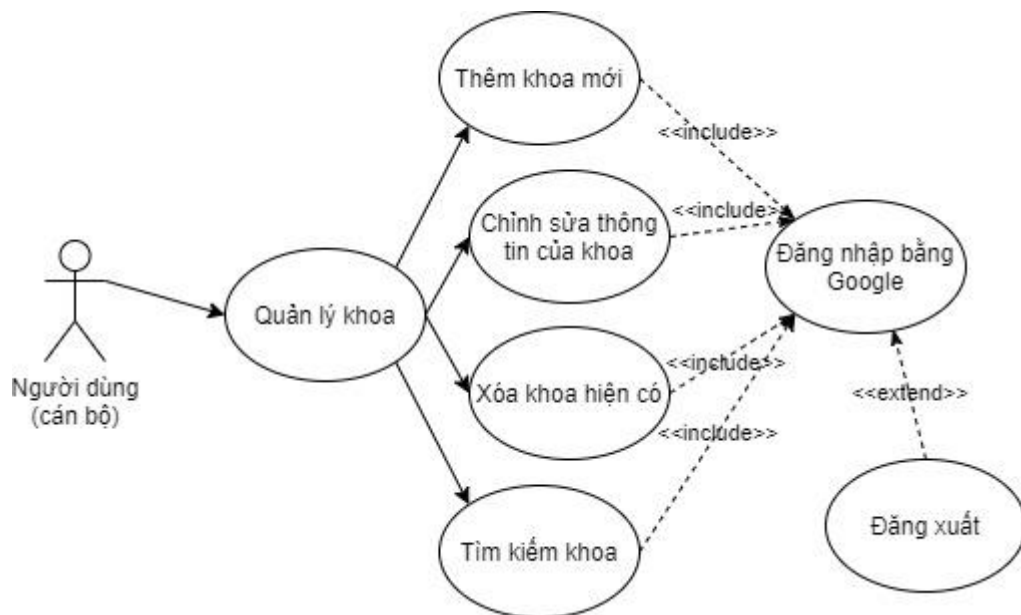 Thêm khoa mới
<<include>>
Chỉnh sửa thông
tin của khoa
<<include>>
Đăng nhập bằng
Google
Quản lý khoa
Người dùng
(cán bộ)
Xóa khoa hiện có
<<include>>
<<extend>>
<<include>>
Tìm kiếm khoa
Đăng xuất